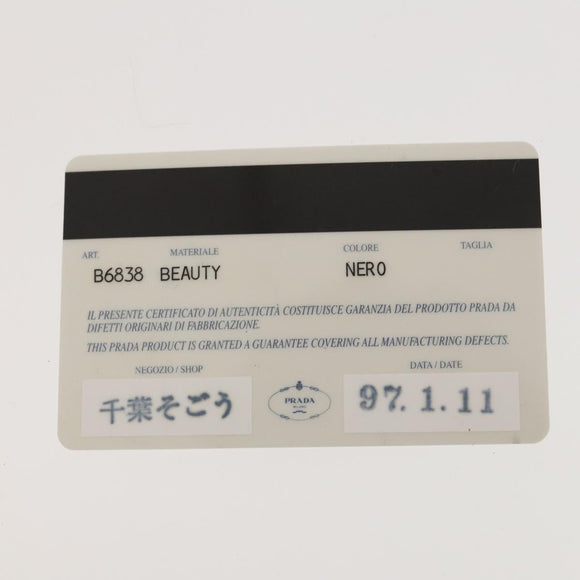 ART. MATERIALE COLORE TAGLIA
B6838 BEAUTY NERO
IL PRESENTE CERTIFICATO DI AUTENTICITÀ COSTITUISCE GARANZIA DEL PRODOTTO PRADA DA
DIFETTI ORIGINARI DI FABBRICAZIONE.
THIS PRADA PRODUCT IS GRANTED A GUARANTEE COVERING ALL MANUFACTURING DEFECTS.
NEGOZIO / SHOP DATA / DATE
千葉そごう PRADA 97.1.11
MILANO